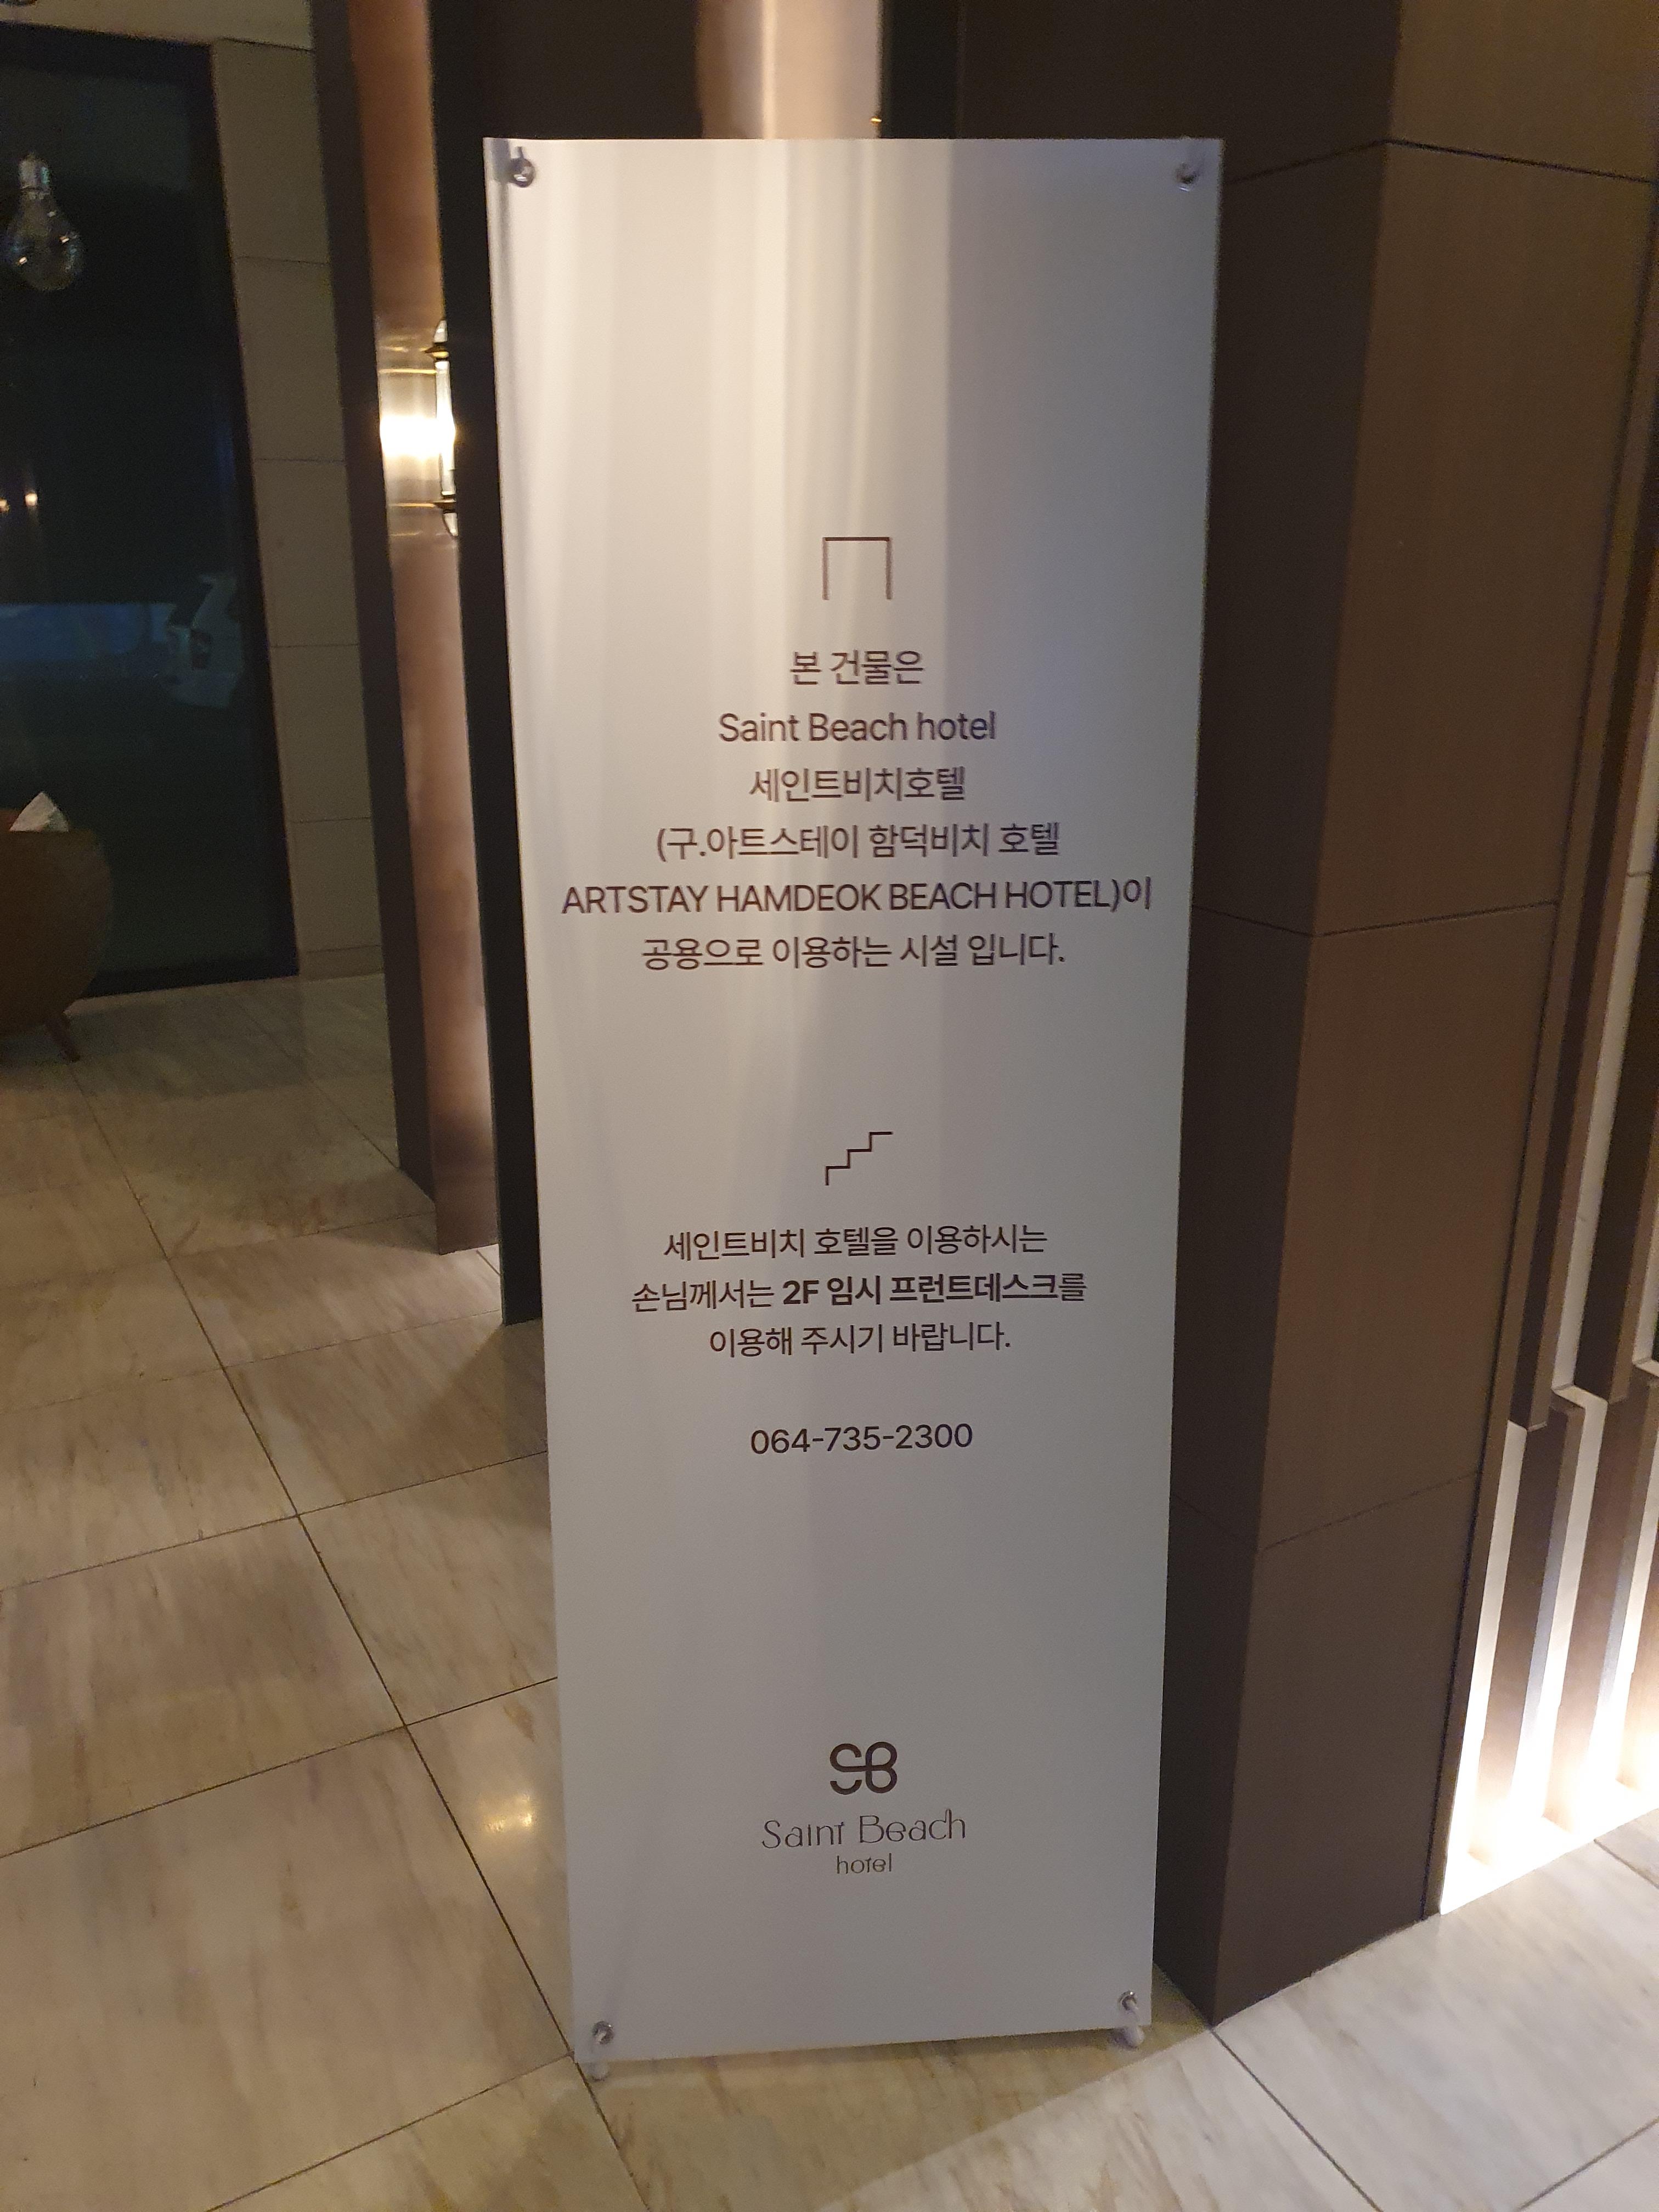 본 건물은
Saint Beach hotel
세인트비치호텔
(구.아트스테이 함덕비치 호텔
ARTSTAY HAMDEOK BEACH HOTEL)이
공용으로 이용하는 시설 입니다.
세인트비치 호텔을 이용하시는
손님께서는 2F 임시 프런트데스크를
이용해 주시기 바랍니다.
064-735-2300
SB
Saint Beach
hotel